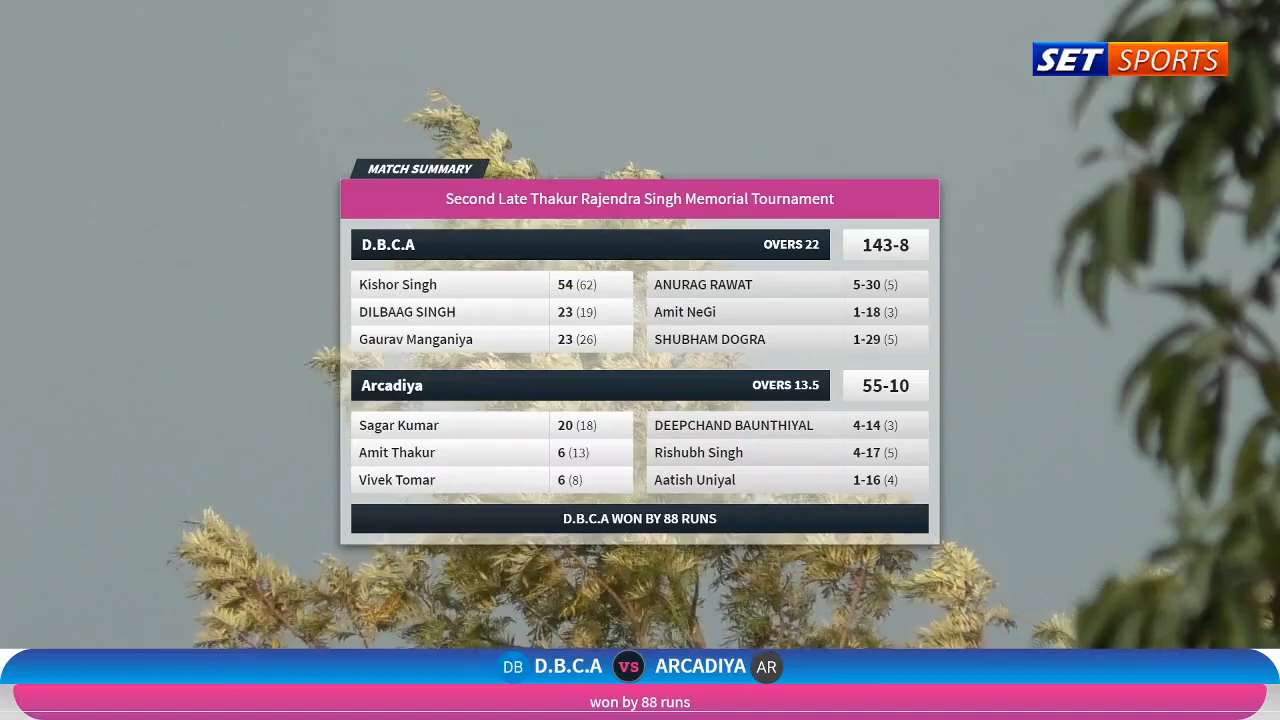 SET SPORTS
MATCH SUMMARY
Second Late Thakur Rajendra Singh Memorial Tournament
D.B.C.A OVERS 22 143-8
Kishor Singh 54 (62) ANURAG RAWAT 5-30 (5)
DILBAAG SINGH 23 (19) Amit NeGi 1-18 (3)
Gaurav Manganiya 23 (26) SHUBHAM DOGRA 1-29 (5)
Arcadiya OVERS 13.5 55-10
Sagar Kumar 20 (18) DEEPCHAND BAUNTHIYAL 4-14 (3)
Amit Thakur 6 (13) Rishubh Singh 4-17 (5)
Vivek Tomar 6 (8) Aatish Uniyal 1-16 (4)
D.B.C.A WON BY 88 RUNS
DB D.B.C.A VS ARCADIYA AR
won by 88 runs